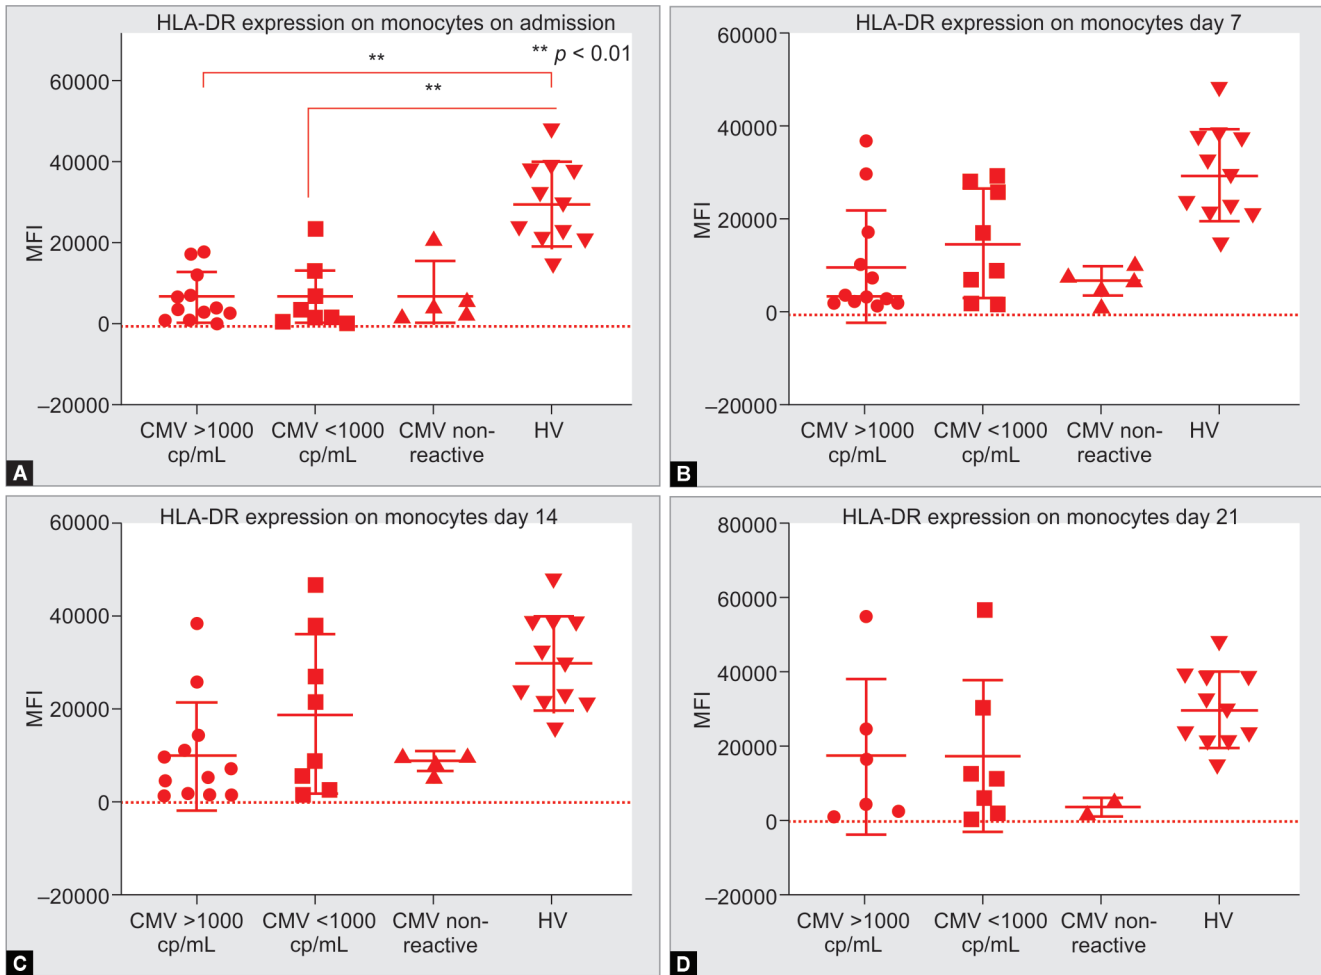 HLA-DR expression on monocytes on admission
** p < 0.01
**
**
60000
40000
20000
0
–20000
MFI
CMV >1000 cp/mL
CMV <1000 cp/mL
CMV non-reactive
HV
A
HLA-DR expression on monocytes day 7
60000
40000
20000
0
–20000
MFI
CMV >1000 cp/mL
CMV <1000 cp/mL
CMV non-reactive
HV
B
HLA-DR expression on monocytes day 14
60000
40000
20000
0
–20000
MFI
CMV >1000 cp/mL
CMV <1000 cp/mL
CMV non-reactive
HV
C
HLA-DR expression on monocytes day 21
80000
60000
40000
20000
0
–20000
MFI
CMV >1000 cp/mL
CMV <1000 cp/mL
CMV non-reactive
HV
D